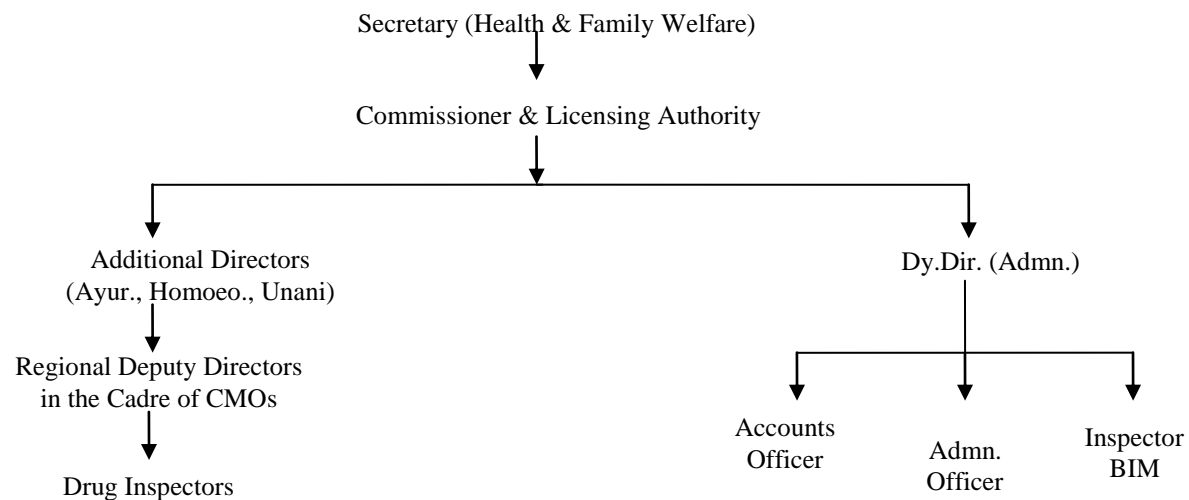 Secretary (Health & Family Welfare)
Commissioner & Licensing Authority
Additional Directors
(Ayur., Homoeo., Unani)
Dy.Dir. (Admn.)
Regional Deputy Directors
in the Cadre of CMOs
Drug Inspectors
Accounts
Officer
Admn.
Officer
Inspector
BIM